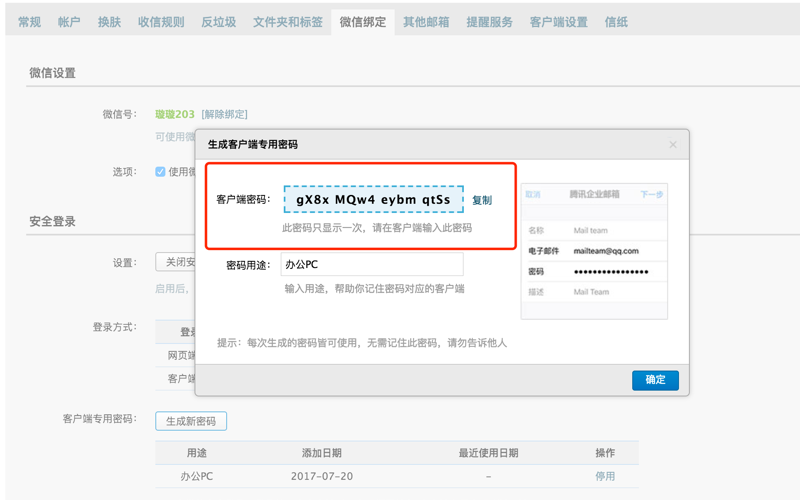 常规 帐户 换肤 收信规则 反垃圾 文件夹和标签 微信绑定 其他邮箱 提醒服务 客户端设置 信纸
微信设置
微信号： 璇璇203 [解除绑定]
可使用微
选项： 使用微
安全登录
设置： 关闭安
启用后，
登录方式： 登录
网页端
客户端
生成客户端专用密码 ×
客户端密码： gX8x MQw4 eybm qtSs 复制
此密码只显示一次，请在客户端输入此密码
密码用途： 办公PC
输入用途，帮助你记住密码对应的客户端
提示：每次生成的密码皆可使用，无需记住此密码，请勿告诉他人
取消 腾讯企业邮箱 下一步
名称 Mail team
电子邮件 mailteam@qq.com
密码 ●●●●●●●●●●●●●●●●
描述 Mail Team
确定
客户端专用密码： 生成新密码
用途 添加日期 最近使用日期 操作
办公PC 2017-07-20 - 停用